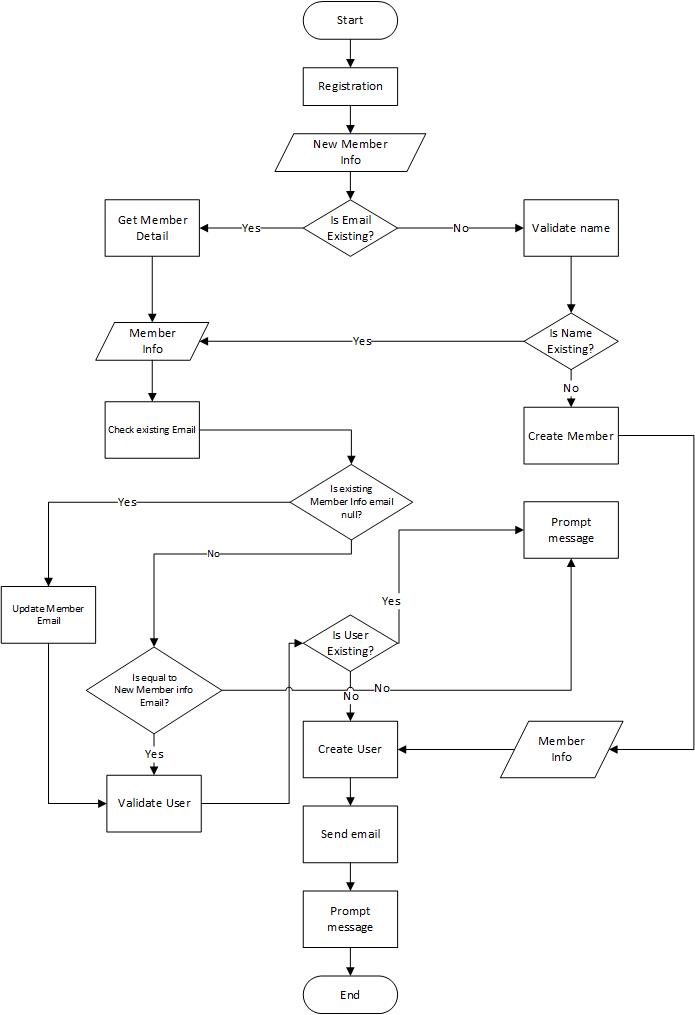 Start
Registration
New Member
Info
Is Email
Existing?
Yes
No
Get Member
Detail
Validate name
Member
Info
Yes
Is Name
Existing?
No
Check existing Email
Create Member
Is existing
Member Info email
null?
Yes
No
Prompt
message
Update Member
Email
Yes
Is User
Existing?
Is equal to
New Member info
Email?
No
No
Yes
Create User
Member
Info
Validate User
Send email
Prompt
message
End